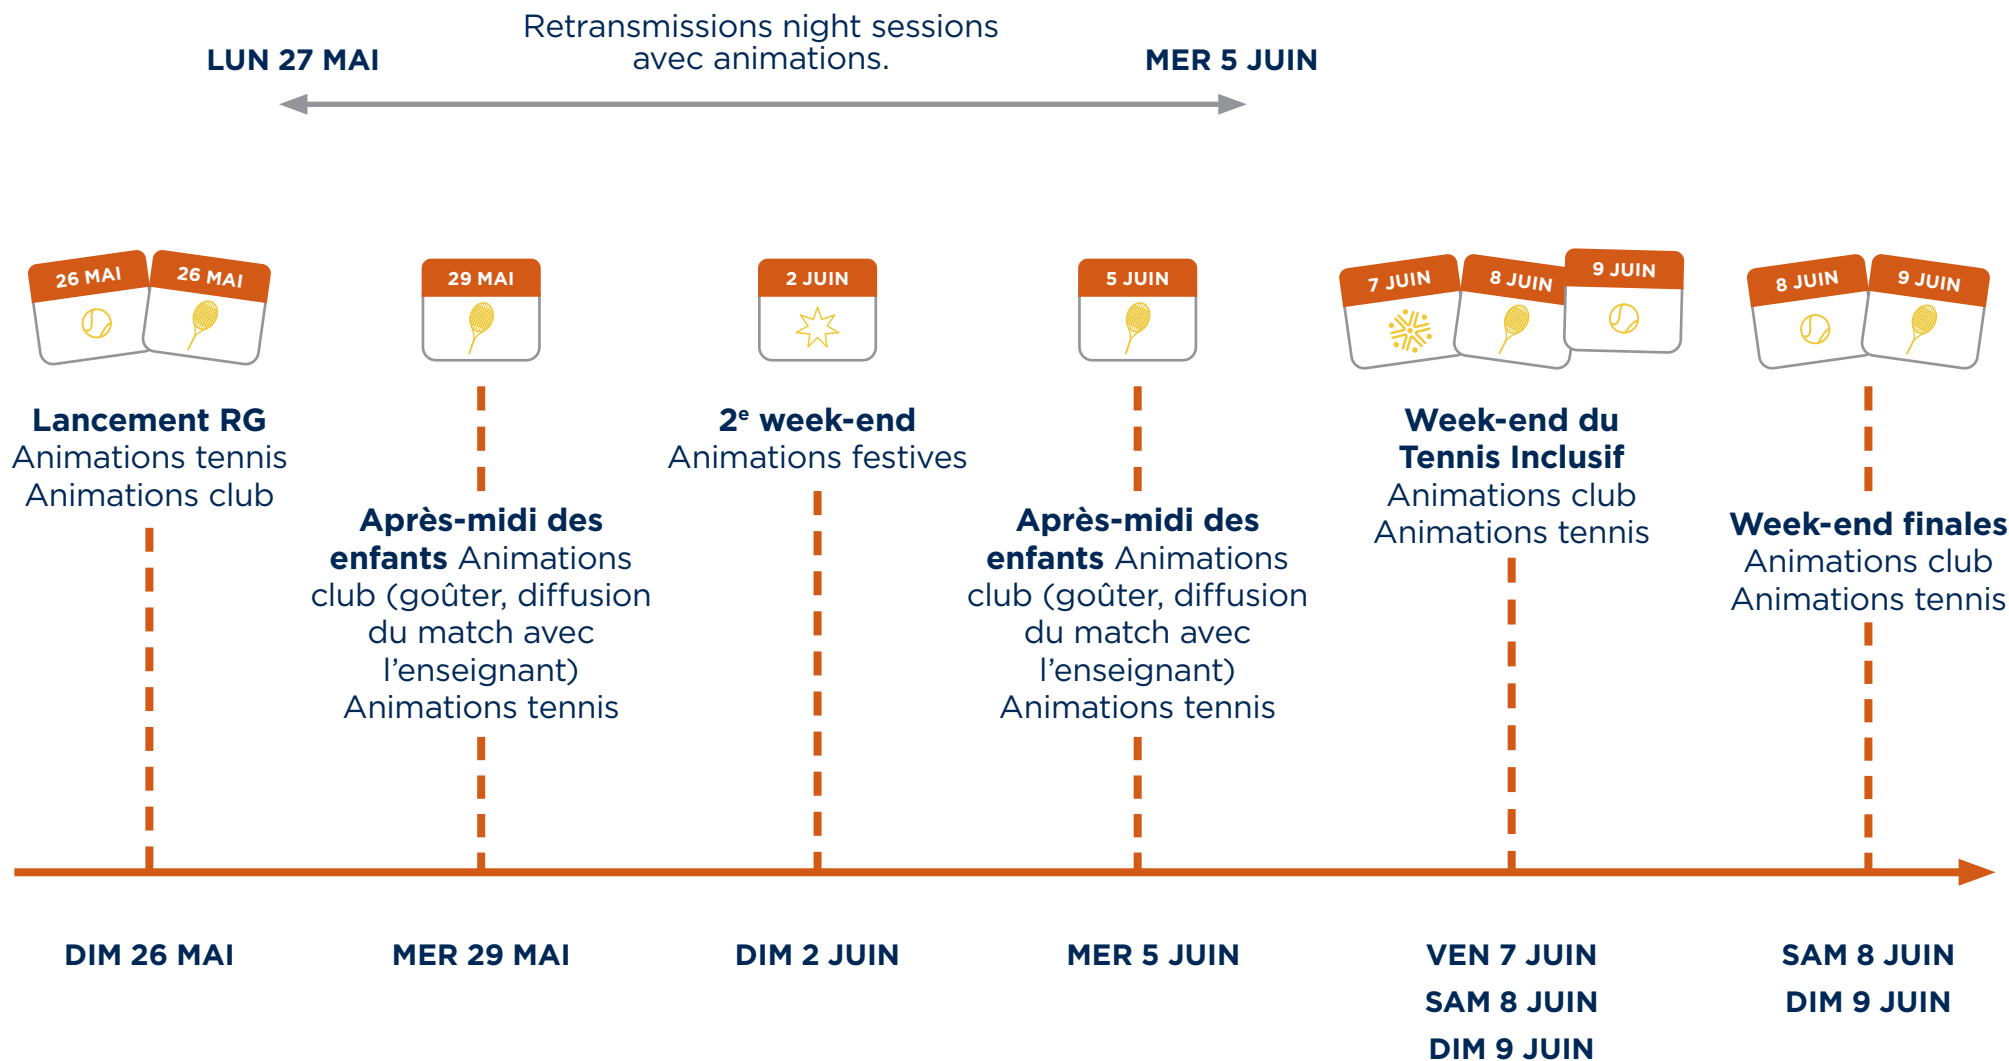 Retransmissions night sessions
avec animations.
LUN 27 MAI
MER 5 JUIN
26 MAI
26 MAI
29 MAI
2 JUIN
5 JUIN
7 JUIN
8 JUIN
9 JUIN
8 JUIN
9 JUIN
Lancement RG
Animations tennis
Animations club
Après-midi des
enfants Animations
club (goûter, diffusion
du match avec
l’enseignant)
Animations tennis
2e week-end
Animations festives
Après-midi des
enfants Animations
club (goûter, diffusion
du match avec
l’enseignant)
Animations tennis
Week-end du
Tennis Inclusif
Animations club
Animations tennis
Week-end finales
Animations club
Animations tennis
DIM 26 MAI
MER 29 MAI
DIM 2 JUIN
MER 5 JUIN
VEN 7 JUIN
SAM 8 JUIN
DIM 9 JUIN
SAM 8 JUIN
DIM 9 JUIN